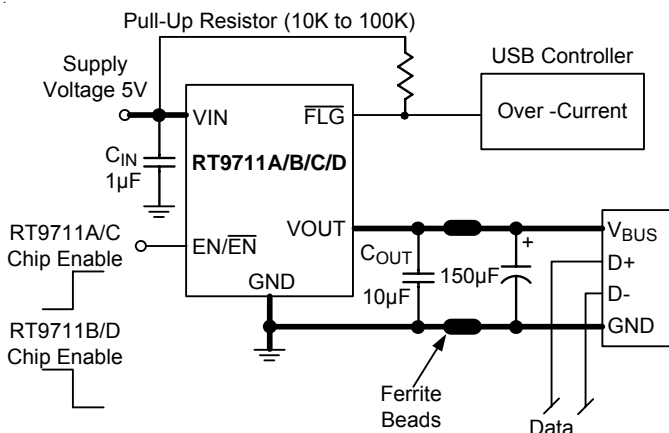 Pull-Up Resistor (10K to 100K)
USB Controller
Supply
Voltage 5V
VIN
FLG
Over -Current
CIN
1µF
RT9711A/B/C/D
RT9711A/C
Chip Enable
EN/EN
VOUT
COUT
10µF
+
150µF
VBUS
D+
D-
GND
GND
RT9711B/D
Chip Enable
Ferrite
Beads
Data